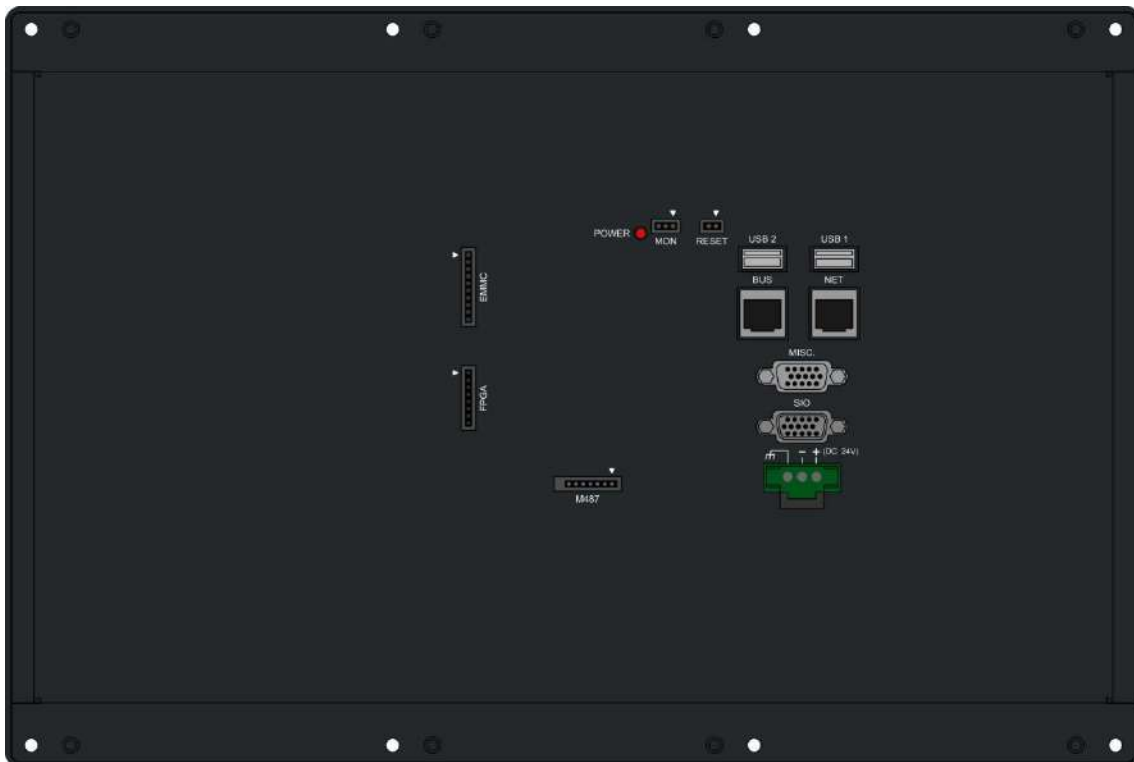 POWER
MON
RESET
USB 2
USB 1
BUS
NET
EMMC
MISC.
FPGA
SIO
- + (DC 24V)
M487